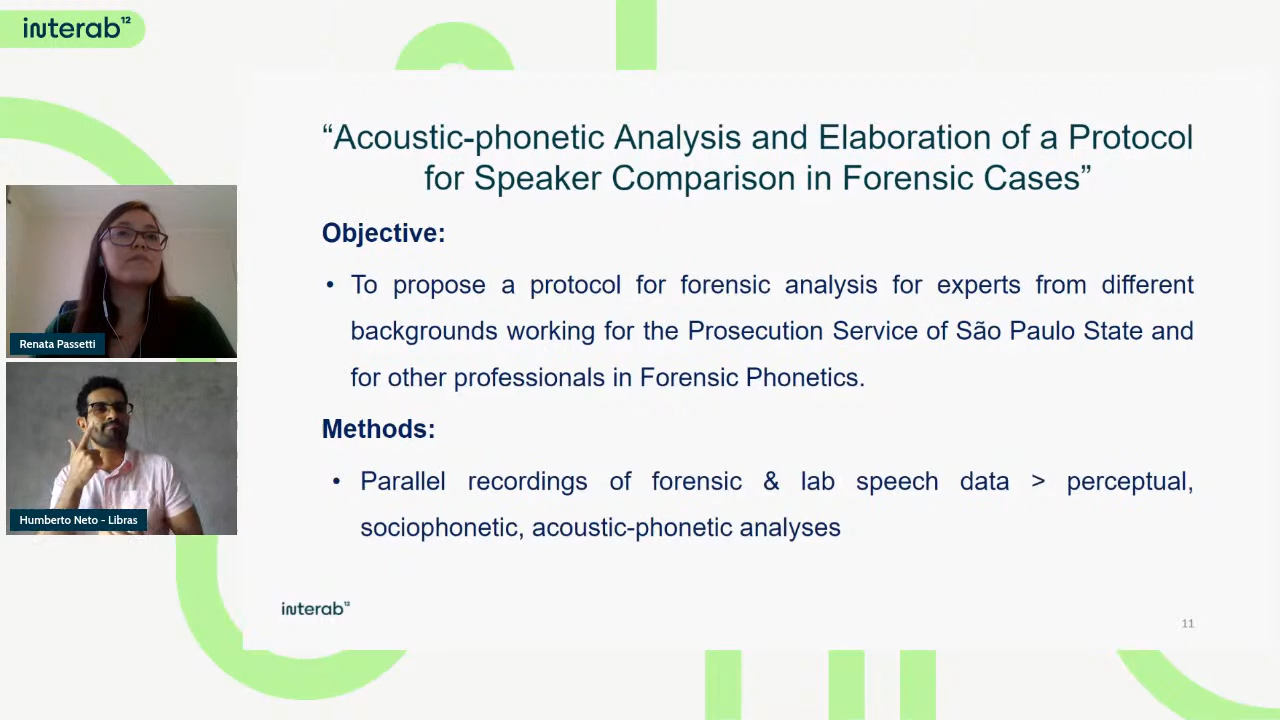 interab¹²
“Acoustic-phonetic Analysis and Elaboration of a Protocol
for Speaker Comparison in Forensic Cases”
Objective:
• To propose a protocol for forensic analysis for experts from different
backgrounds working for the Prosecution Service of São Paulo State and
for other professionals in Forensic Phonetics.
Methods:
• Parallel recordings of forensic & lab speech data > perceptual,
sociophonetic, acoustic-phonetic analyses
interab¹²
11
Renata Passetti
Humberto Neto - Libras